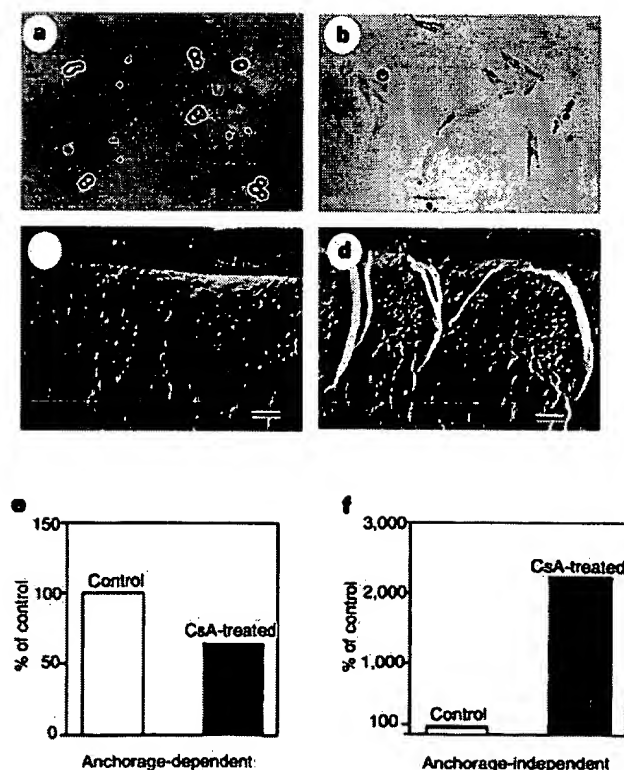 a
b
d
e
150
100
50
0
% of control
Control
CsA-treated
Anchorage-dependent
f
3,000
2,000
1,000
100
% of control
Control
CsA-treated
Anchorage-independent